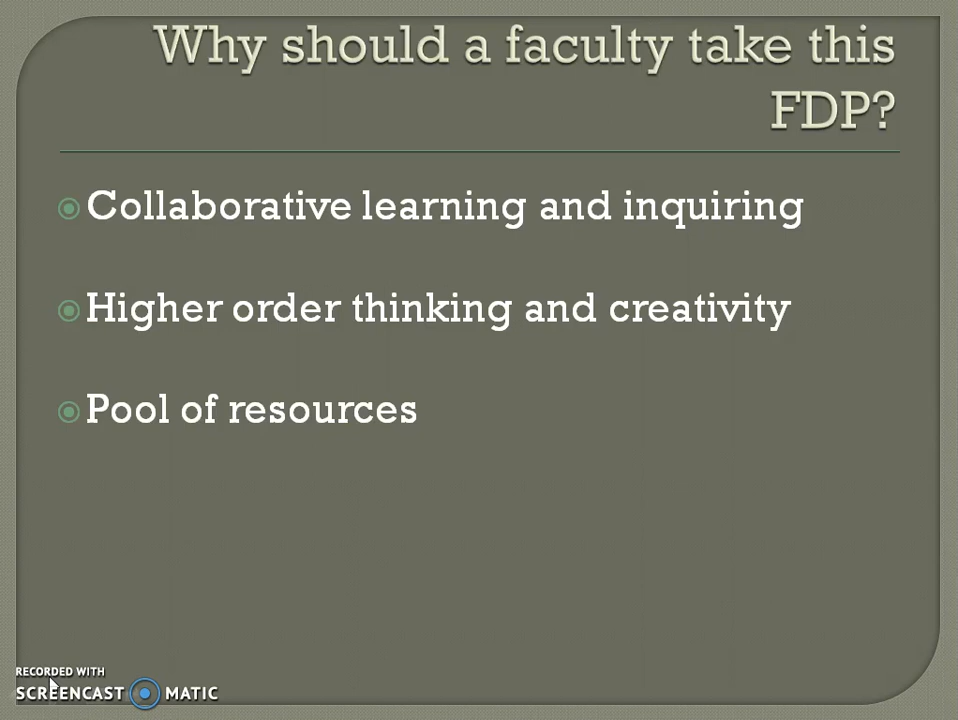 Why should a faculty take this
FDP?
Collaborative learning and inquiring
Higher order thinking and creativity
Pool of resources
RECORDED WITH
SCREENCAST MATIC